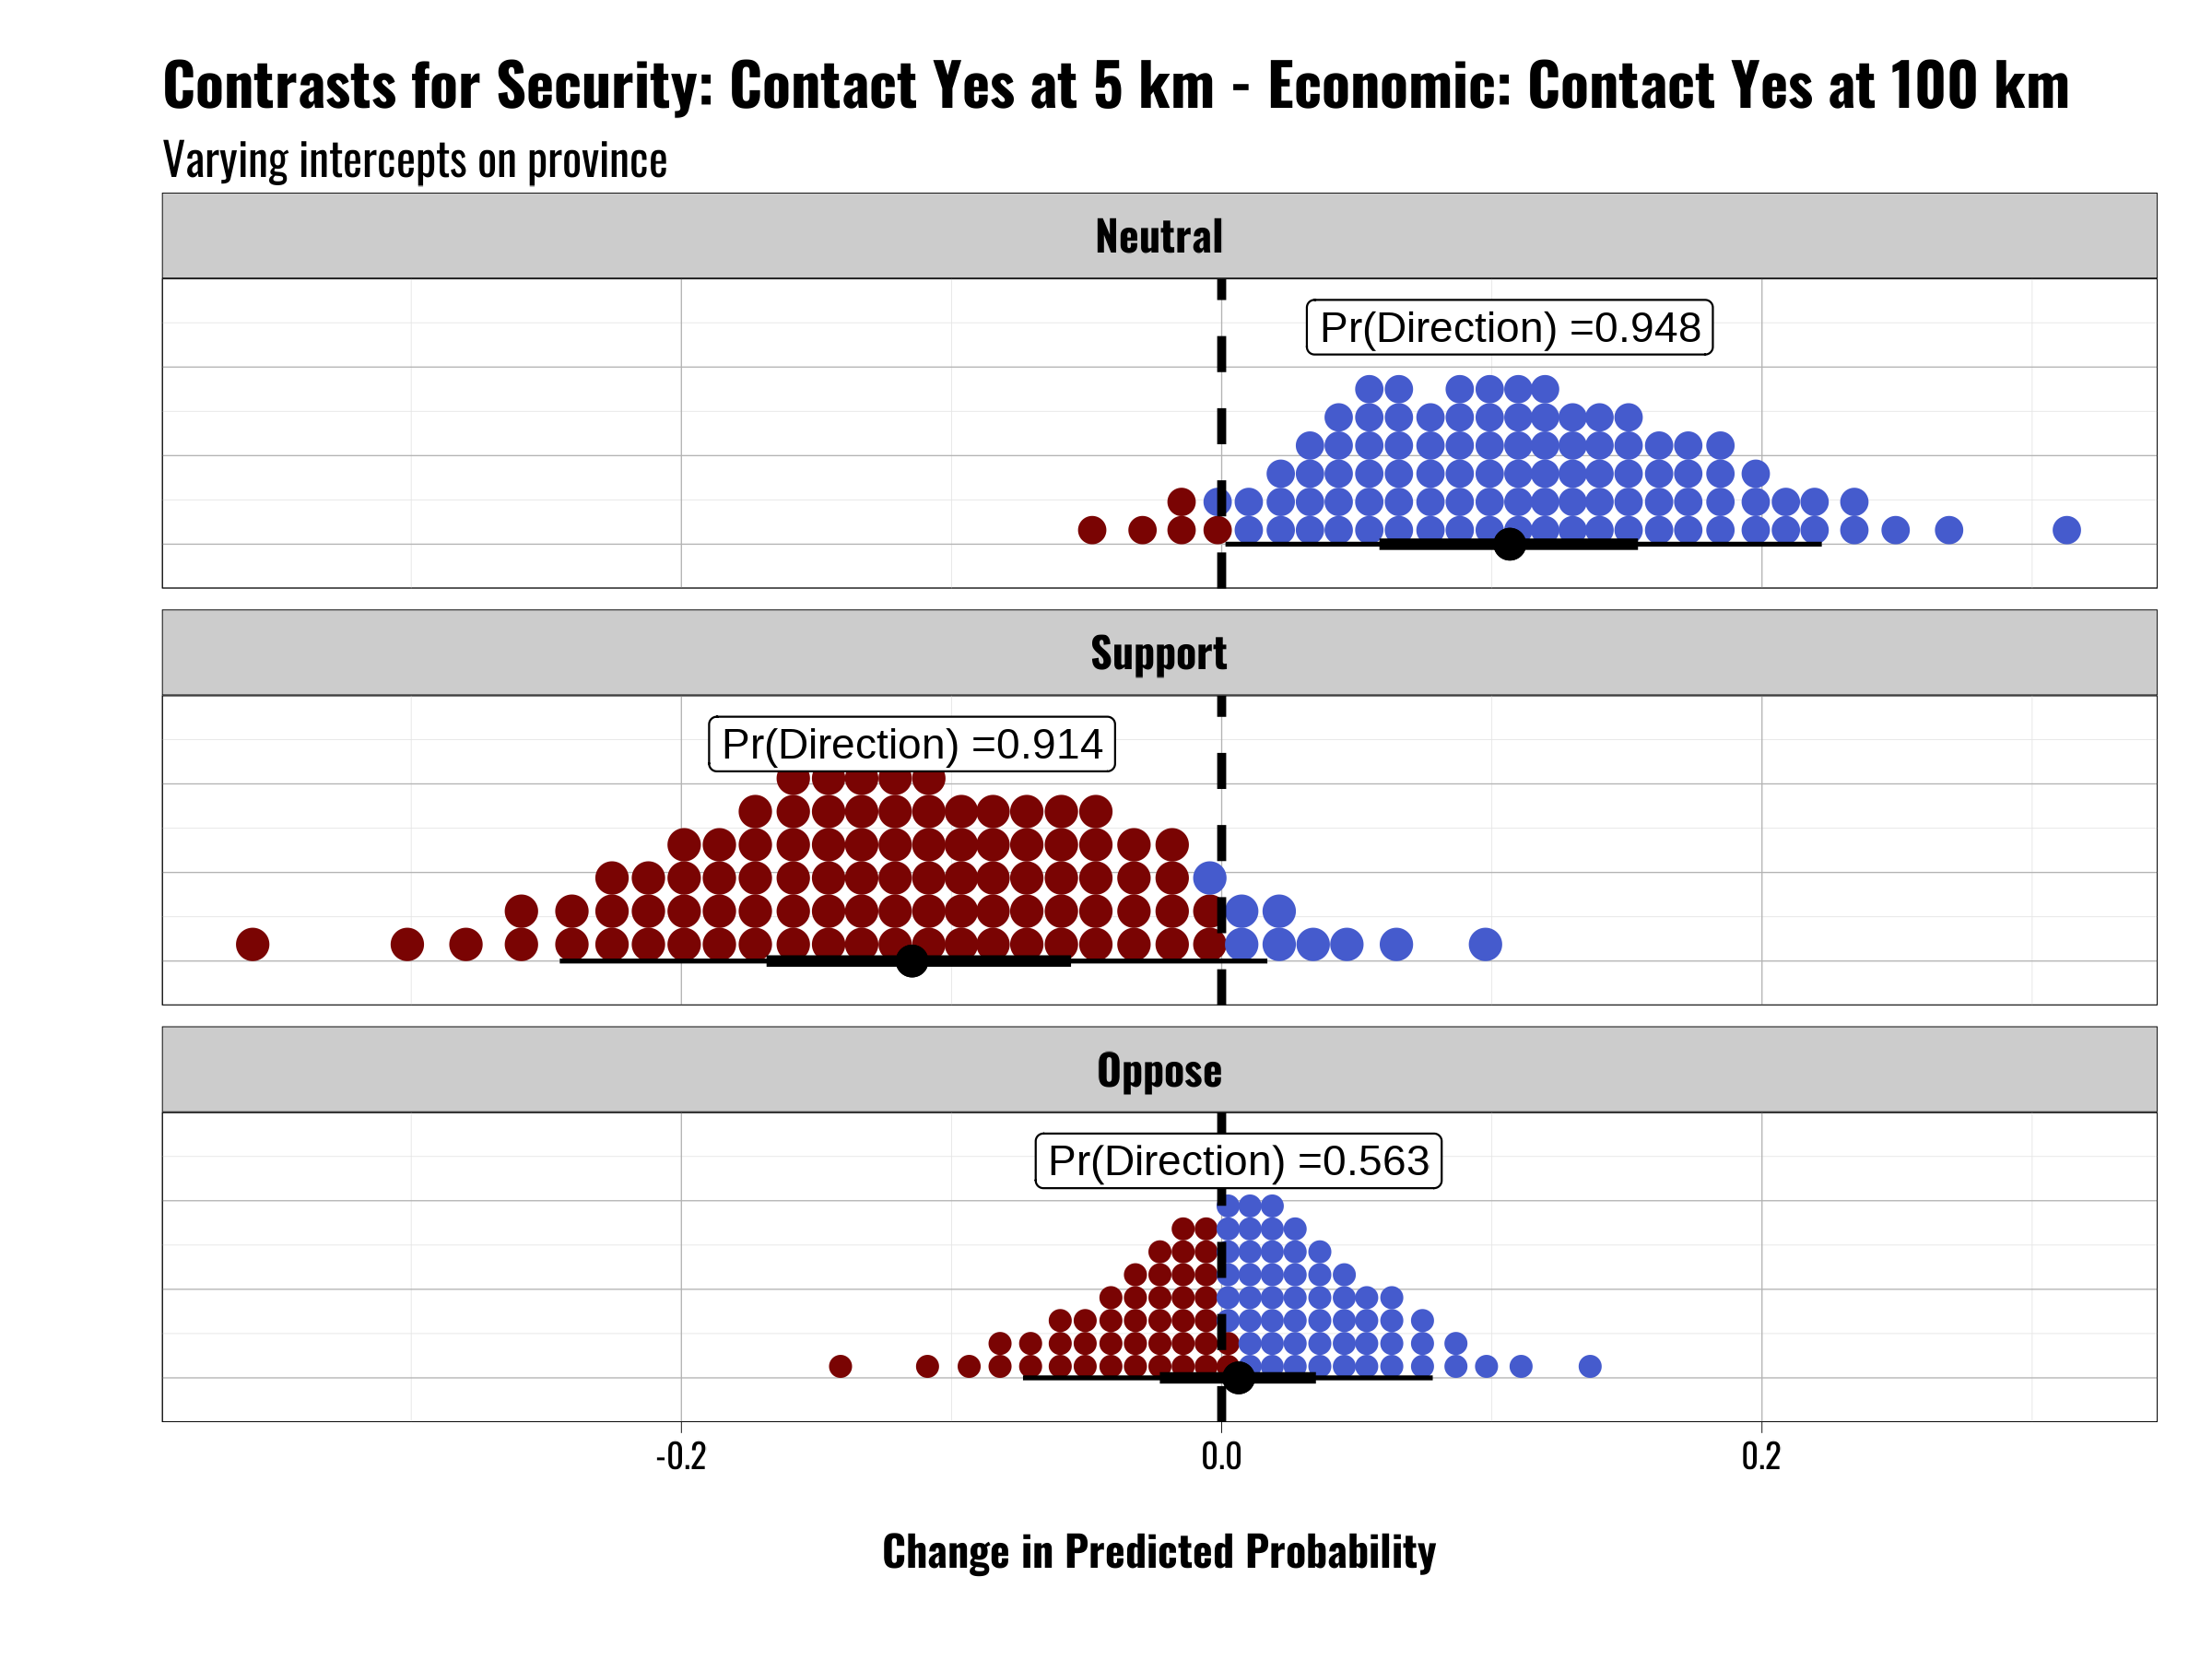 Contrasts for Security: Contact Yes at 5 km - Economic: Contact Yes at 100 km
Varying intercepts on province
Neutral
Pr(Direction) =0.948
Support
Pr(Direction) =0.914
Oppose
Pr(Direction) =0.563
-0.2 0.0 0.2
Change in Predicted Probability